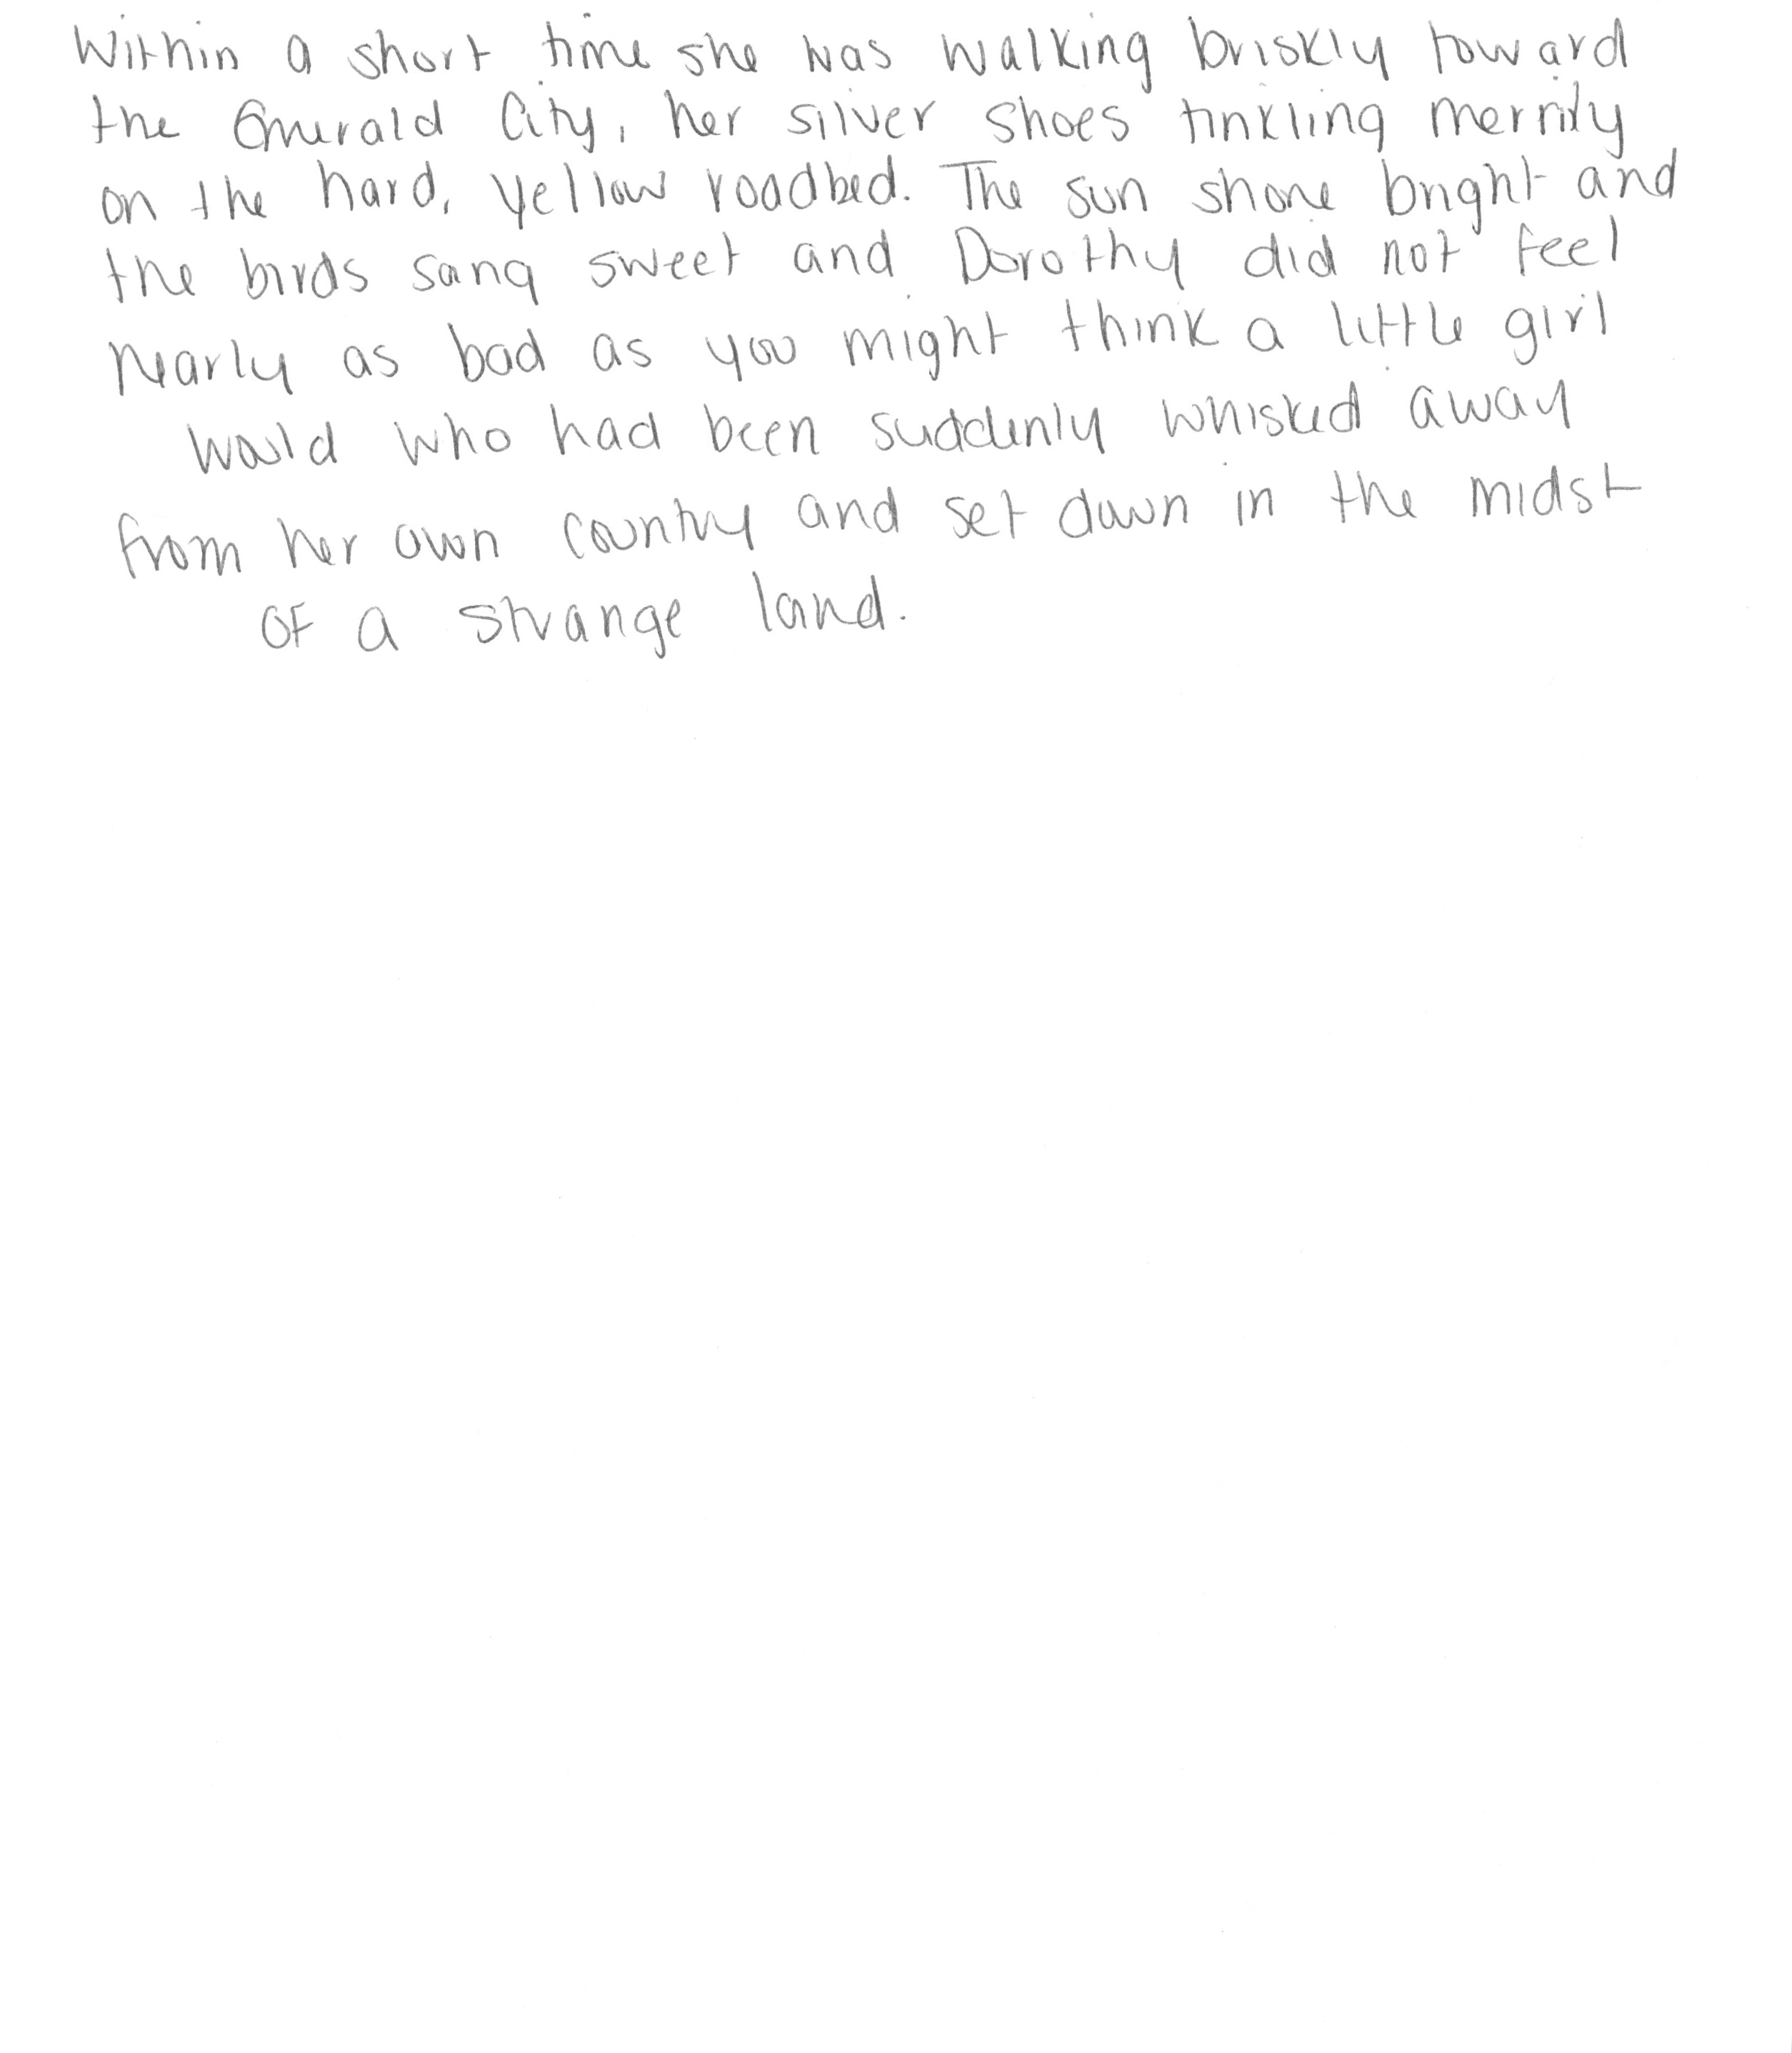 Within a short time she was walking briskly toward
the Emerald City, her silver shoes tinkling merrily
on the hard, yellow roadbed. The sun shone bright and
the birds sang sweet and Dorothy did not feel
nearly as bad as you might think a little girl
would who had been suddenly whisked away
from her own country and set down in the midst
of a strange land.